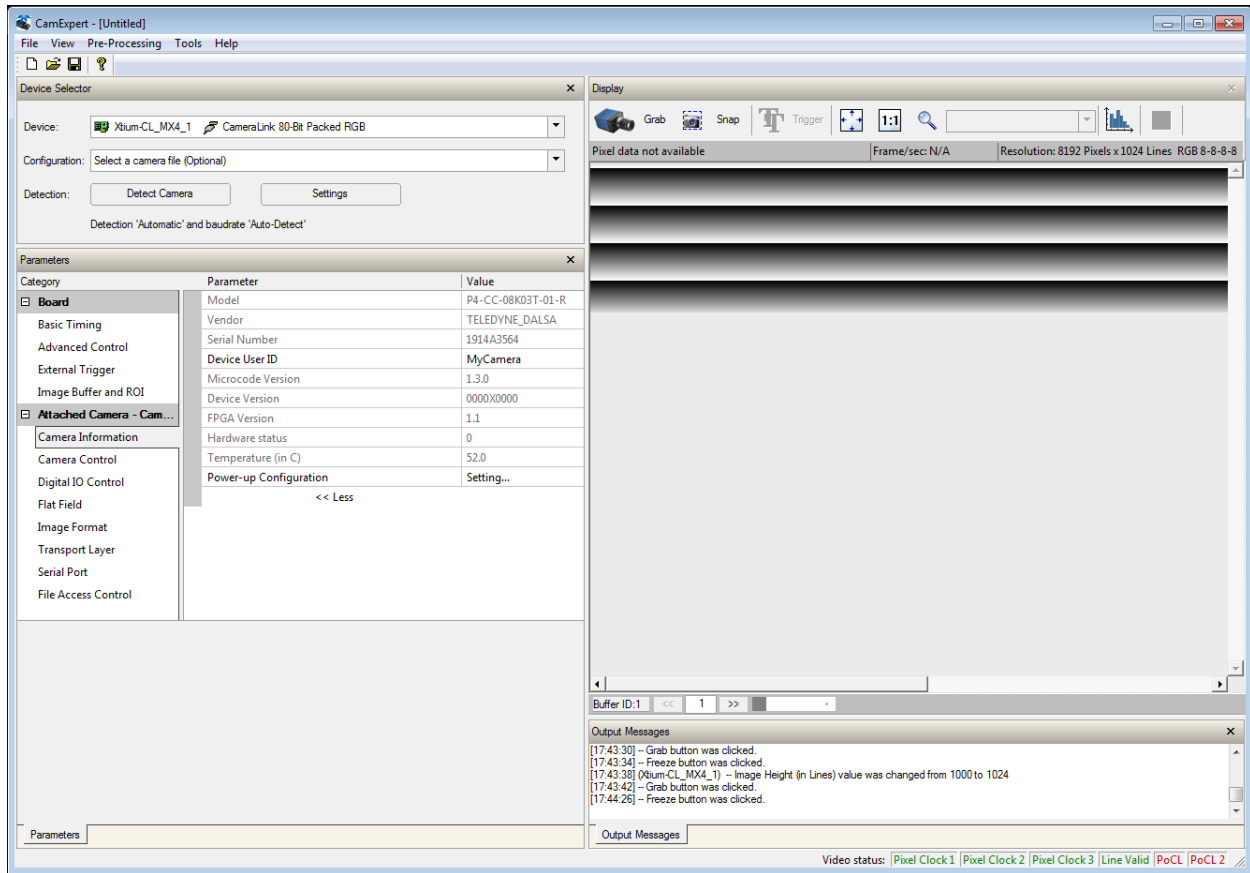 CamExpert - [Untitled]
File View Pre-Processing Tools Help
Device Selector
Device: Xtium-CL_MX4_1 CameraLink 80-Bit Packed RGB
Configuration: Select a camera file (Optional)
Detection: Detect Camera Settings
Detection 'Automatic' and baudrate 'Auto-Detect'
Parameters
Category Parameter Value
Board
Basic Timing
Advanced Control
External Trigger
Image Buffer and ROI
Attached Camera - Cam...
Camera Information
Camera Control
Digital IO Control
Flat Field
Image Format
Transport Layer
Serial Port
File Access Control
Model P4-CC-08K03T-01-R
Vendor TELEDYNE_DALSA
Serial Number 1914A3564
Device User ID MyCamera
Microcode Version 1.3.0
Device Version 0000X0000
FPGA Version 1.1
Hardware status 0
Temperature (in C) 52.0
Power-up Configuration Setting...
<< Less
Parameters
Display
Grab Snap Trigger 1:1
Pixel data not available Frame/sec: N/A Resolution: 8192 Pixels x 1024 Lines RGB 8-8-8-8
Buffer ID:1 << 1 >>
Output Messages
[17:43:30] -- Grab button was clicked.
[17:43:34] -- Freeze button was clicked.
[17:43:38] (Xtium-CL_MX4_1) -- Image Height (in Lines) value was changed from 1000 to 1024
[17:43:42] -- Grab button was clicked.
[17:44:26] -- Freeze button was clicked.
Output Messages
Video status: Pixel Clock 1 Pixel Clock 2 Pixel Clock 3 Line Valid PoCL PoCL 2